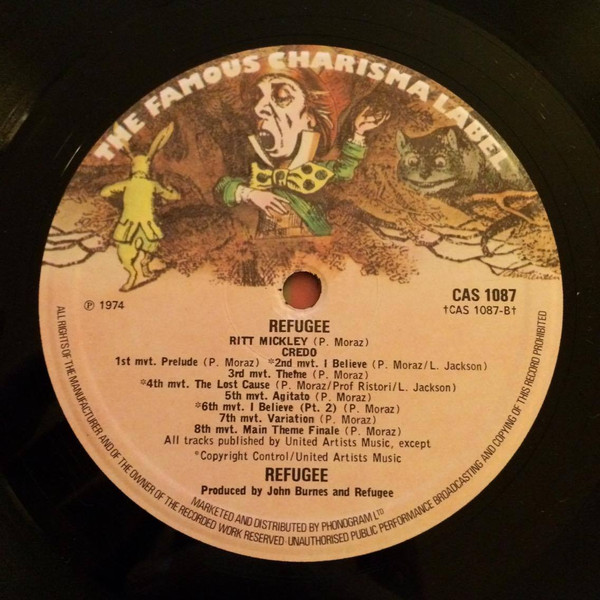 THE FAMOUS CHARISMA LABEL
℗ 1974
CAS 1087
†CAS 1087-B†
REFUGEE
RITT MICKLEY (P. Moraz)
CREDO
1st mvt. Prelude (P. Moraz) *2nd mvt. I Believe (P. Moraz/L. Jackson)
3rd mvt. Theme (P. Moraz)
*4th mvt. The Lost Cause (P. Moraz/Prof Ristori/L. Jackson)
5th mvt. Agitato (P. Moraz)
*6th mvt. I Believe (Pt. 2) (P. Moraz)
7th mvt. Variation (P. Moraz)
8th mvt. Main Theme Finale (P. Moraz)
All tracks published by United Artists Music, except
*Copyright Control/United Artists Music
REFUGEE
Produced by John Burnes and Refugee
MARKETED AND DISTRIBUTED BY PHONOGRAM LTD
ALL RIGHTS OF THE MANUFACTURER AND OF THE OWNER OF THE RECORDED WORK RESERVED·UNAUTHORISED PUBLIC PERFORMANCE BROADCASTING AND COPYING OF THIS RECORD PROHIBITED